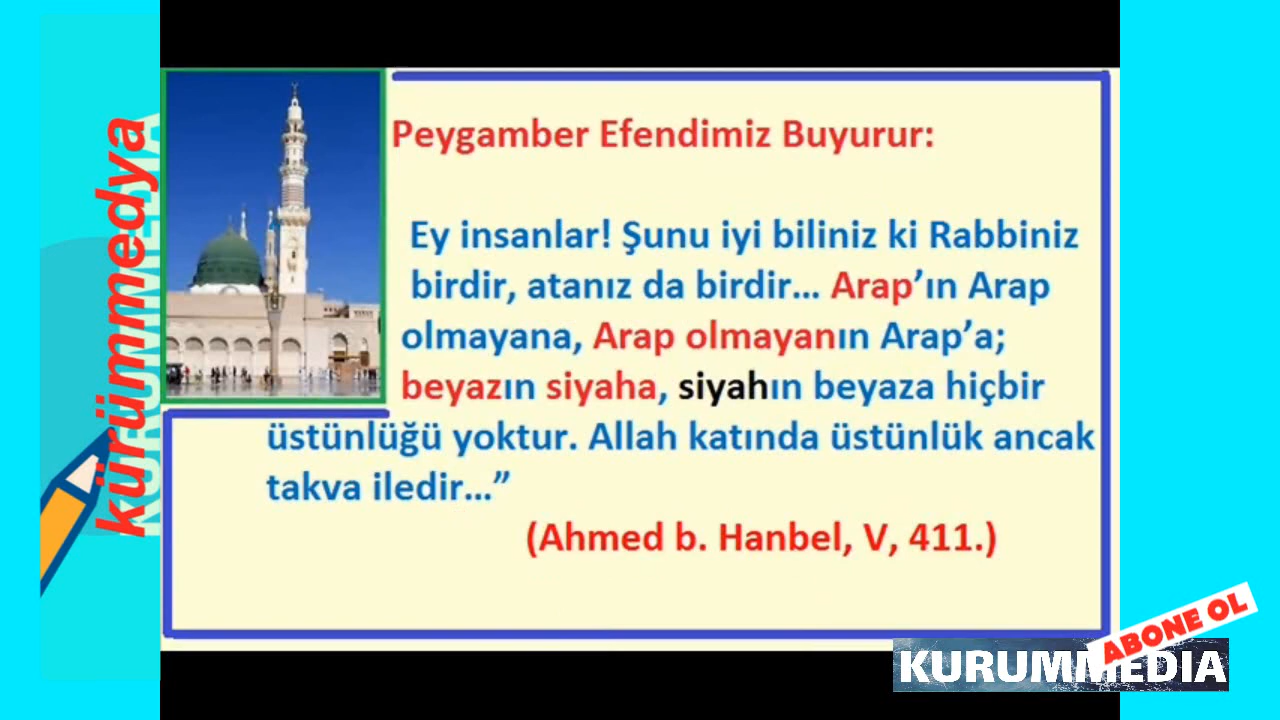 kürümmedya
Peygamber Efendimiz Buyurur:
Ey insanlar! Şunu iyi biliniz ki Rabbiniz
birdir, atanız da birdir... Arap’ın Arap
olmayana, Arap olmayanın Arap’a;
beyazın siyaha, siyahın beyaza hiçbir
üstünlüğü yoktur. Allah katında üstünlük ancak
takva iledir...”
(Ahmed b. Hanbel, V, 411.)
ABONE OL
KURUMMEDIA